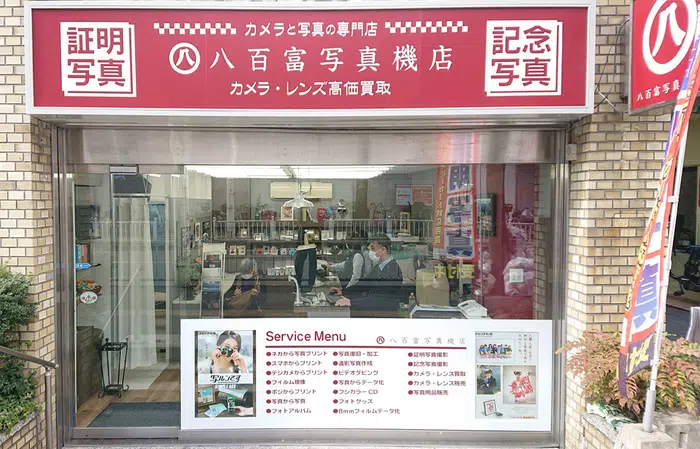 証明
写真
カメラと写真の専門店
八 八百富写真機店
カメラ・レンズ高価買取
記念
写真
八
八百富写真
Service Menu
八百富写真機店
●ネガから写真プリント
●スマホからプリント
●デジカメからプリント
●フイルム現像
●ポジからプリント
●写真から写真
●フォトアルバム
●写真復旧・加工
●遺影写真作成
●ビデオダビング
●写真からデータ化
●フジカラーCD
●フォトグッズ
●8mmフィルムデータ化
●証明写真撮影
●記念写真撮影
●カメラ・レンズ買取
●カメラ・レンズ販売
●写真用品販売
写ルンです